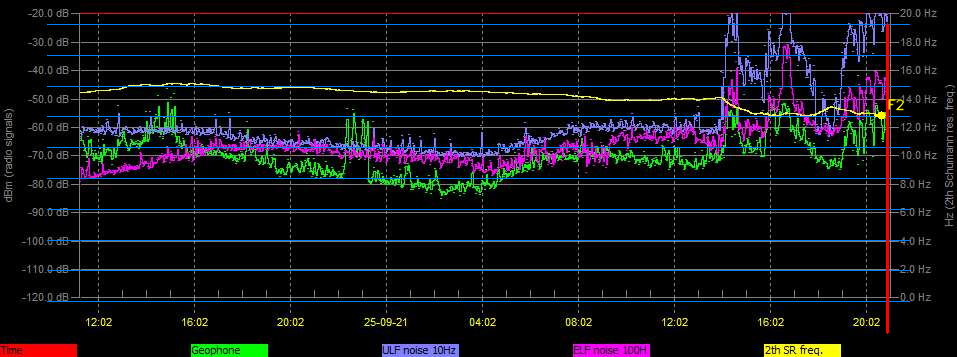 -20.0 dB
-30.0 dB
-40.0 dB
-50.0 dB
-60.0 dB
-70.0 dB
-80.0 dB
-90.0 dB
-100.0 dB
-110.0 dB
-120.0 dB
dBm (radio signals)
20.0 Hz
18.0 Hz
16.0 Hz
14.0 Hz
12.0 Hz
10.0 Hz
8.0 Hz
6.0 Hz
4.0 Hz
2.0 Hz
0.0 Hz
Hz (2th Schumann res. freq.)
F2
12:02 16:02 20:02 25-09-21 04:02 08:02 12:02 16:02 20:02
Time Geophone ULF noise 10Hz ELF noise 100H 2th SR freq.